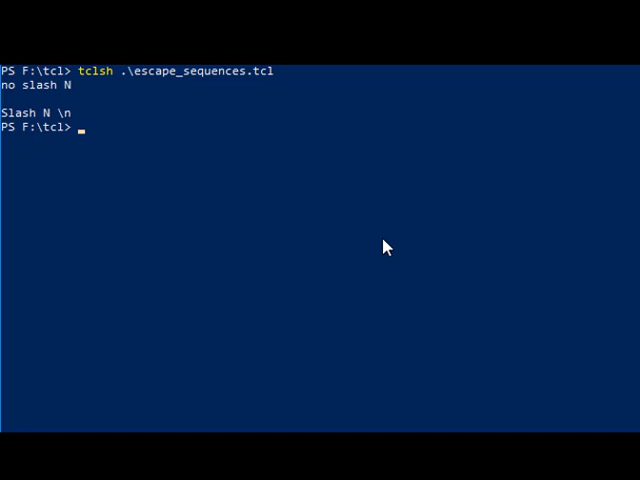 PS F:\tcl> tclsh .\escape_sequences.tcl
no slash N
Slash N \n
PS F:\tcl>